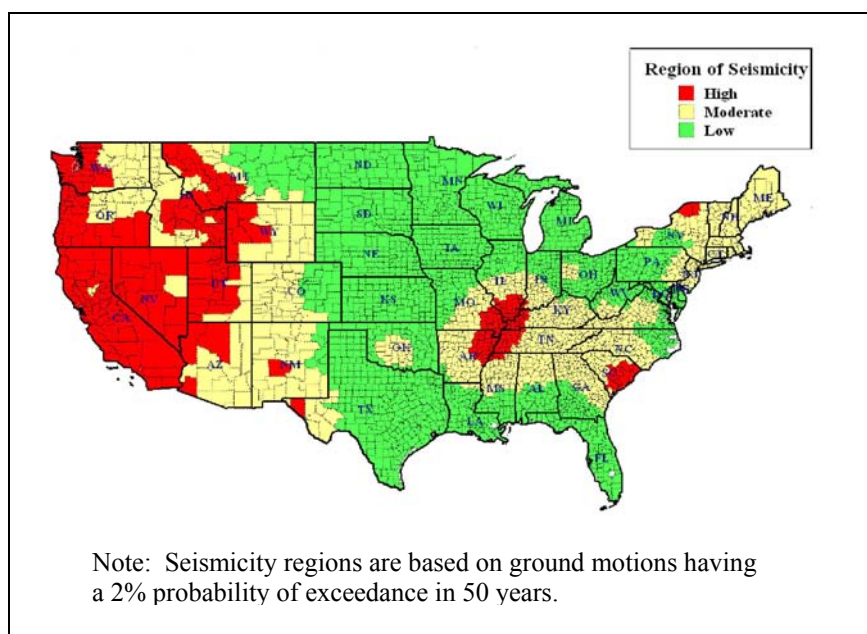 Region of Seismicity
High
Moderate
Low
WA
MT
ND
MN
ME
OR
ID
WY
SD
WI
MI
NY
NH
CT
NV
UT
CO
NE
IA
IL
IN
OH
PA
NJ
CA
KS
MO
KY
WV
AZ
NM
OK
AR
TN
NC
TX
MS
AL
GA
LA
FL
Note: Seismicity regions are based on ground motions having
a 2% probability of exceedance in 50 years.